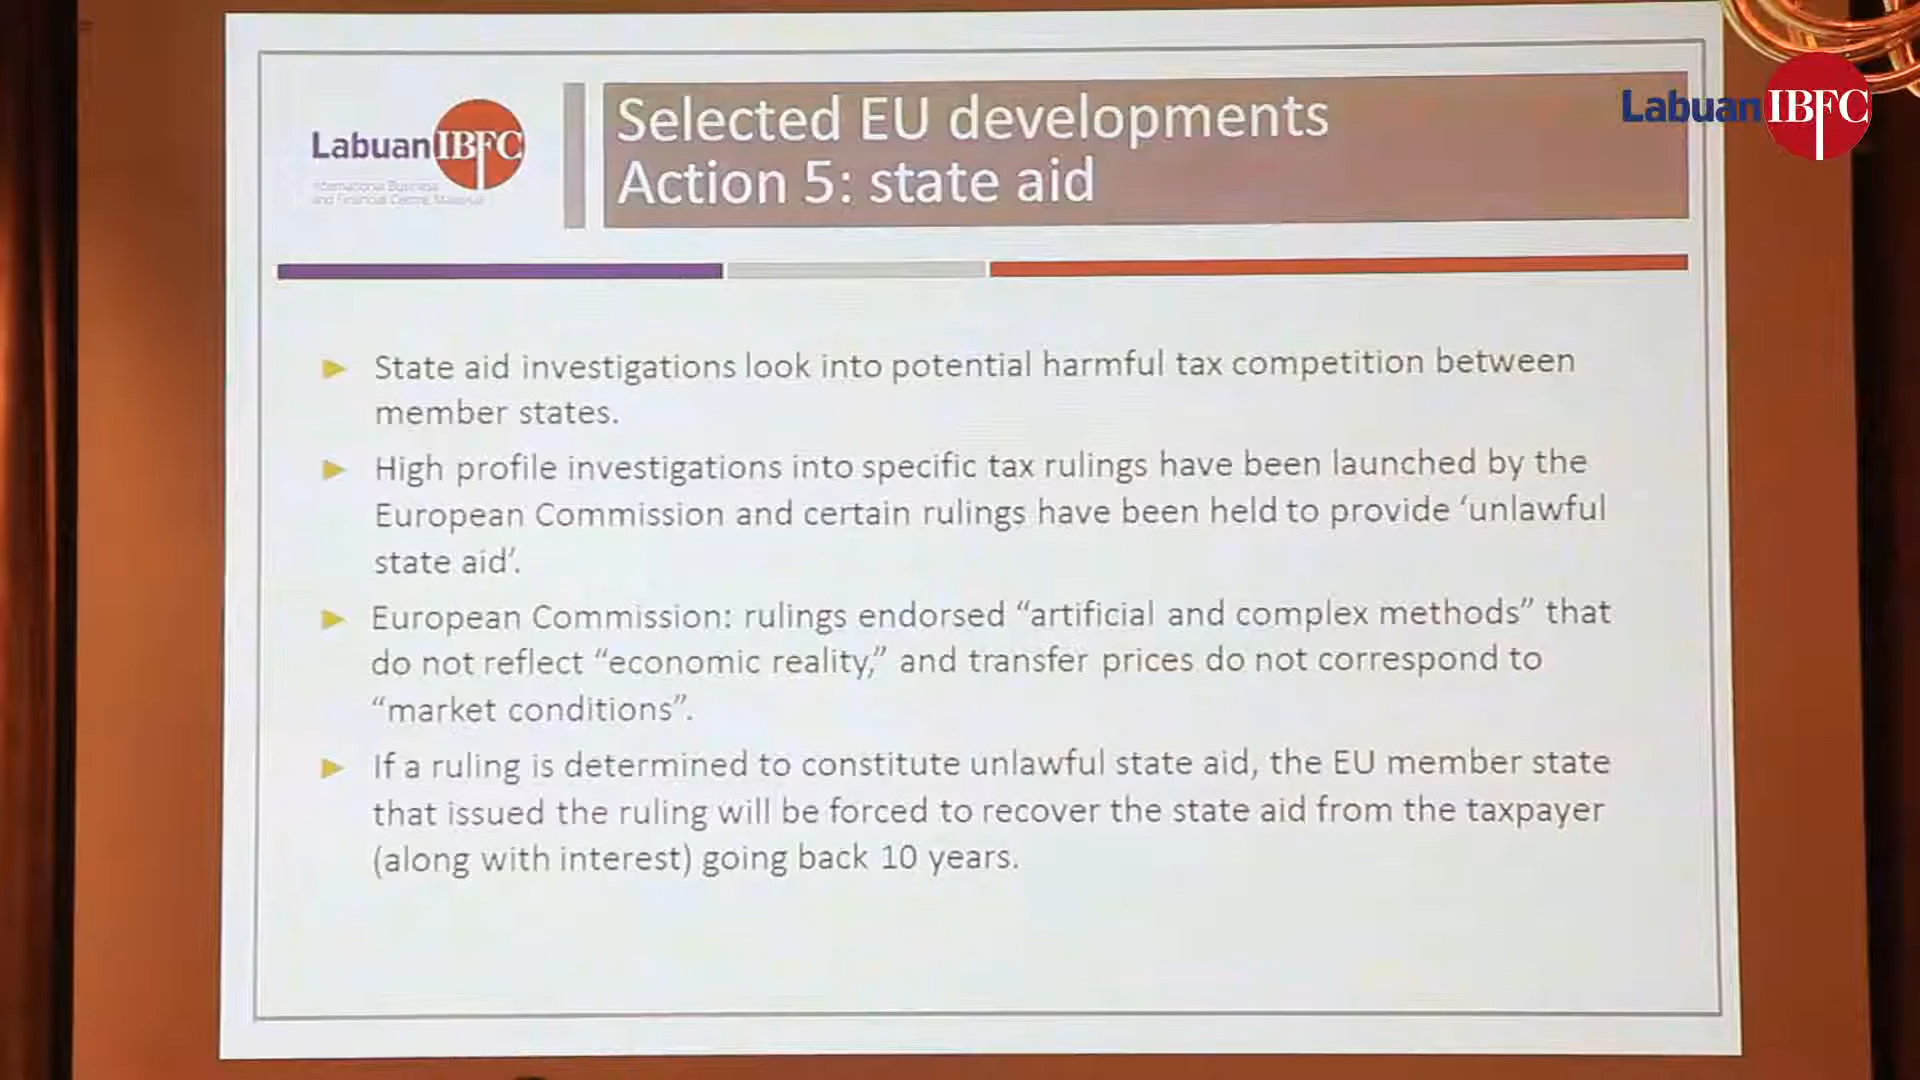 Selected EU developments
Action 5: state aid
Labuan IBFC
International Business
and Financial Centre, Malaysia
Labuan IBFC
State aid investigations look into potential harmful tax competition between
member states.
High profile investigations into specific tax rulings have been launched by the
European Commission and certain rulings have been held to provide ‘unlawful
state aid’.
European Commission: rulings endorsed “artificial and complex methods” that
do not reflect “economic reality,” and transfer prices do not correspond to
“market conditions”.
If a ruling is determined to constitute unlawful state aid, the EU member state
that issued the ruling will be forced to recover the state aid from the taxpayer
(along with interest) going back 10 years.